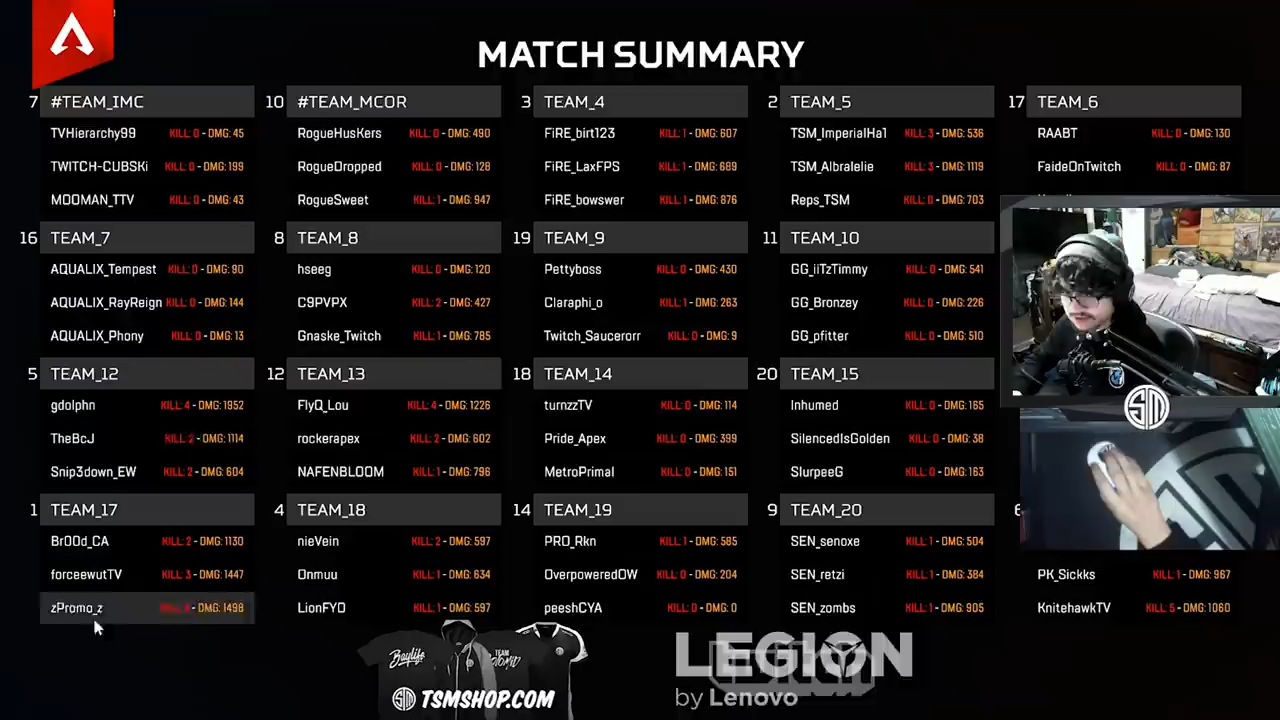 MATCH SUMMARY
7 #TEAM_IMC
TVHierarchy99 KILL: 0 - DMG: 45
TWITCH-CUBSKi KILL: 0 - DMG: 199
MOOMAN_TTV KILL: 0 - DMG: 43
10 #TEAM_MCOR
RogueHusKers KILL: 0 - DMG: 490
RogueDropped KILL: 0 - DMG: 128
RogueSweet KILL: 1 - DMG: 947
3 TEAM_4
FiRE_birt123 KILL: 1 - DMG: 607
FiRE_LaxFPS KILL: 1 - DMG: 689
FiRE_bowswer KILL: 1 - DMG: 876
2 TEAM_5
TSM_ImperialHa1 KILL: 3 - DMG: 536
TSM_Albralelie KILL: 3 - DMG: 1119
Reps_TSM KILL: 0 - DMG: 703
17 TEAM_6
RAABT KILL: 0 - DMG: 130
FaideOnTwitch KILL: 0 - DMG: 87
16 TEAM_7
AQUALIX_Tempest KILL: 0 - DMG: 90
AQUALIX_RayReign KILL: 0 - DMG: 144
AQUALIX_Phony KILL: 0 - DMG: 13
8 TEAM_8
hseeg KILL: 0 - DMG: 120
C9PVPX KILL: 2 - DMG: 427
Gnaske_Twitch KILL: 1 - DMG: 785
19 TEAM_9
Pettyboss KILL: 0 - DMG: 430
Claraphi_o KILL: 1 - DMG: 263
Twitch_Saucerorr KILL: 0 - DMG: 9
11 TEAM_10
GG_iiTzTimmy KILL: 0 - DMG: 541
GG_Bronzey KILL: 0 - DMG: 226
GG_pfitter KILL: 0 - DMG: 510
5 TEAM_12
gdolphn KILL: 4 - DMG: 1952
TheBcJ KILL: 2 - DMG: 1114
Snip3down_EW KILL: 2 - DMG: 604
12 TEAM_13
FlyQ_Lou KILL: 4 - DMG: 1226
rockerapex KILL: 2 - DMG: 602
NAFENBLOOM KILL: 1 - DMG: 796
18 TEAM_14
turnzzTV KILL: 0 - DMG: 114
Pride_Apex KILL: 0 - DMG: 399
MetroPrimal KILL: 0 - DMG: 151
20 TEAM_15
Inhumed KILL: 0 - DMG: 165
SilencedIsGolden KILL: 0 - DMG: 38
SlurpeeG KILL: 0 - DMG: 163
1 TEAM_17
Br00d_CA KILL: 2 - DMG: 1130
forceewutTV KILL: 3 - DMG: 1447
zPromo_z KILL: - DMG: 1498
4 TEAM_18
nieVein KILL: 2 - DMG: 597
Onmuu KILL: 1 - DMG: 634
LionFYD KILL: 1 - DMG: 597
14 TEAM_19
PRO_Rkn KILL: 1 - DMG: 585
OverpoweredOW KILL: 0 - DMG: 204
peeshCYA KILL: 0 - DMG: 0
9 TEAM_20
SEN_senoxe KILL: 1 - DMG: 504
SEN_retzi KILL: 1 - DMG: 384
SEN_zombs KILL: 1 - DMG: 905
PK_Sickks KILL: 1 - DMG: 967
KnitehawkTV KILL: 5 - DMG: 1060
TSM
Baylife
TSMSHOP.COM
LEGION
by Lenovo